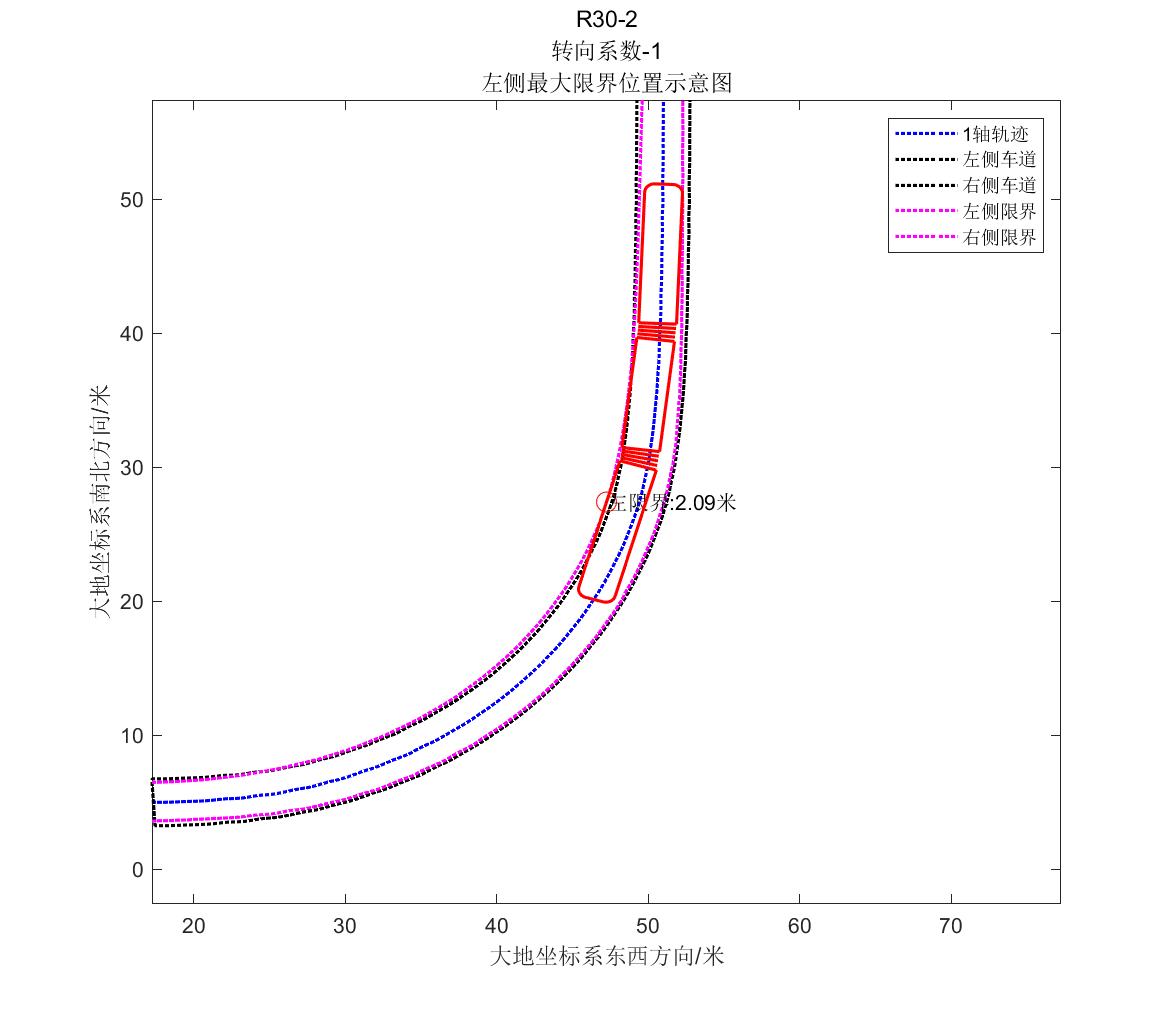 R30-2
转向系数-1
左侧最大限界位置示意图
1轴轨迹
左侧车道
右侧车道
左侧限界
右侧限界
50
40
30
20
10
0
大地坐标系南北方向/米
左限界:2.09米
20
30
40
50
60
70
大地坐标系东西方向/米